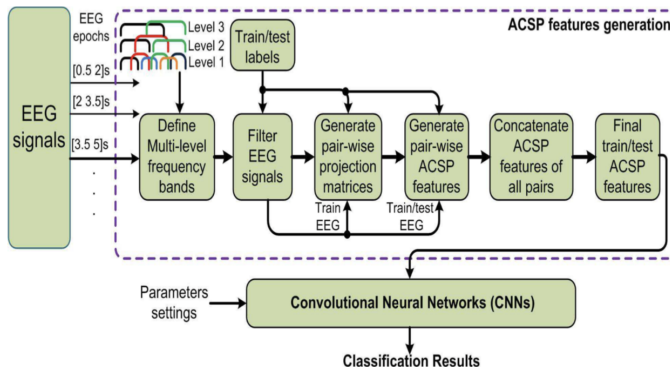 ACSP features generation
EEG
epochs
Level 3
Level 2
Level 1
Train/test
labels
[0.5 2]s
[2 3.5]s
[3.5 5]s
.
.
.
EEG
signals
Define
Multi-level
frequency
bands
Filter
EEG
signals
Generate
pair-wise
projection
matrices
Generate
pair-wise
ACSP
features
Concatenate
ACSP
features of
all pairs
Final
train/test
ACSP
features
Train
EEG
Train/test
EEG
Parameters
settings
Convolutional Neural Networks (CNNs)
Classification Results